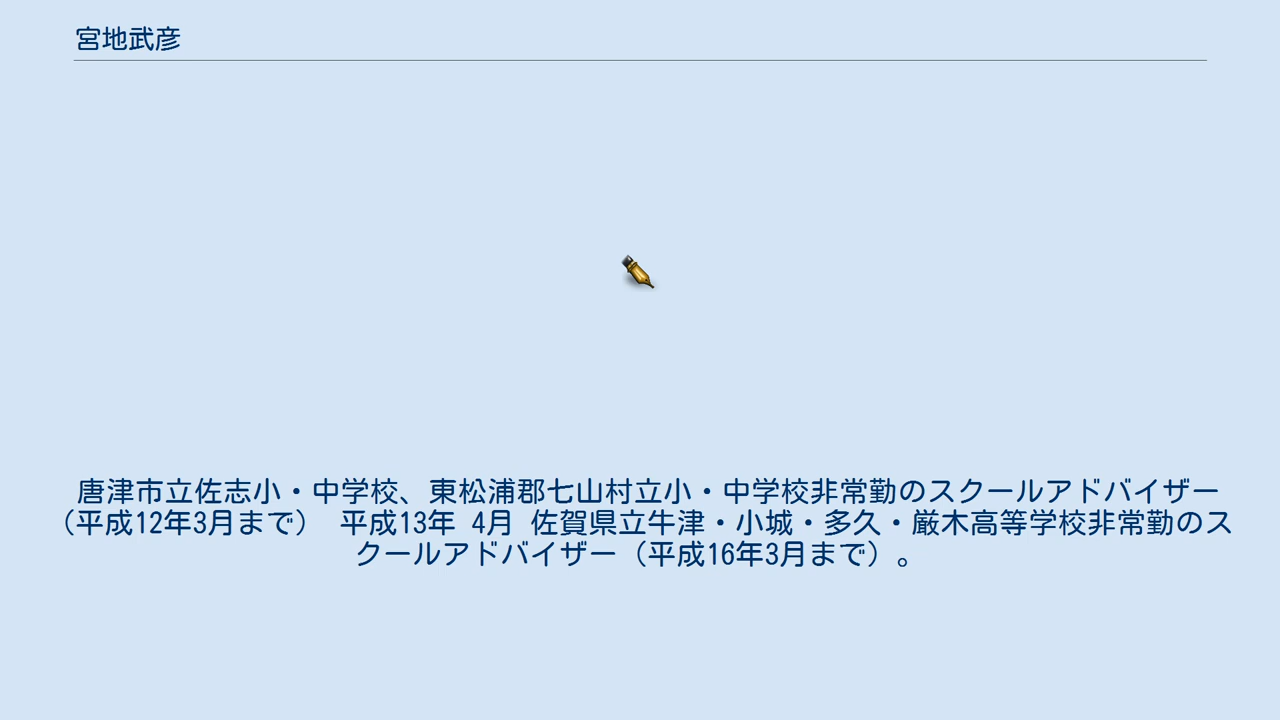 宮地武彦
唐津市立佐志小・中学校、東松浦郡七山村立小・中学校非常勤のスクールアドバイザー
（平成12年3月まで） 平成13年 4月 佐賀県立牛津・小城・多久・厳木高等学校非常勤のス
クールアドバイザー（平成16年3月まで）。